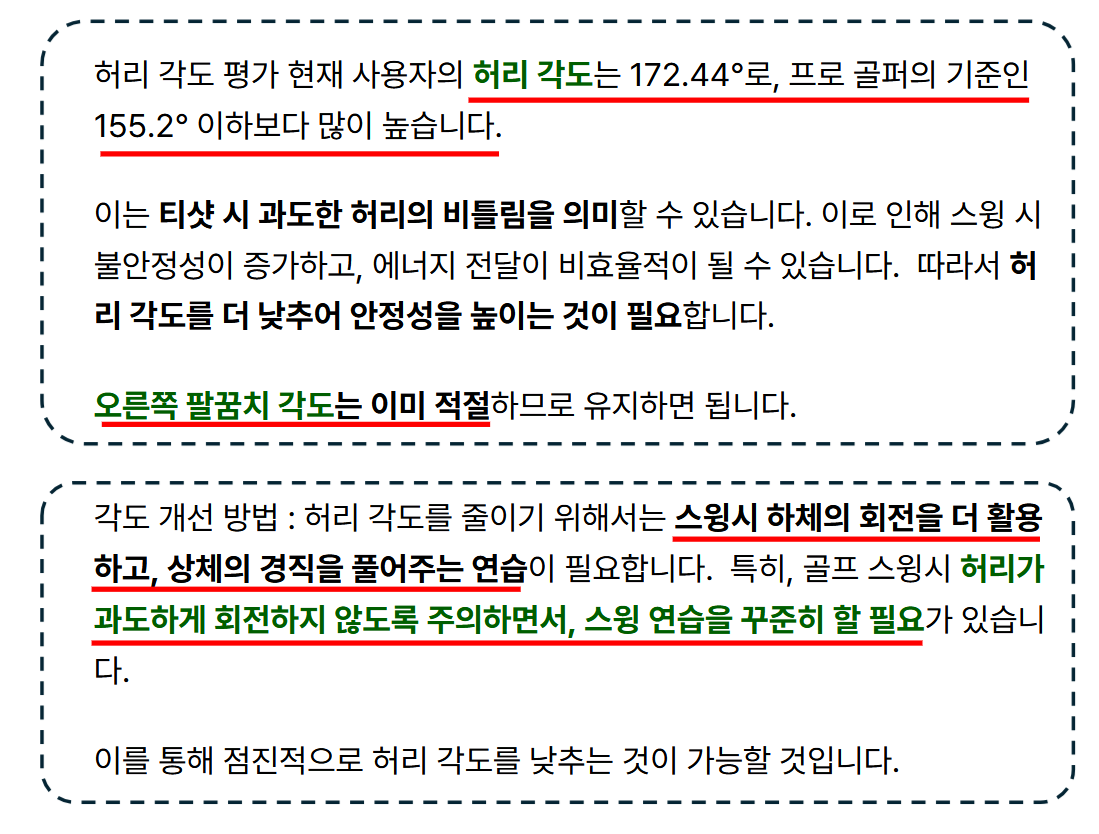 허리 각도 평가 현재 사용자의 허리 각도는 172.44°로, 프로 골퍼의 기준인
155.2° 이하보다 많이 높습니다.
이는 티샷 시 과도한 허리의 비틀림을 의미할 수 있습니다. 이로 인해 스윙 시
불안정성이 증가하고, 에너지 전달이 비효율적이 될 수 있습니다. 따라서 허
리 각도를 더 낮추어 안정성을 높이는 것이 필요합니다.
오른쪽 팔꿈치 각도는 이미 적절하므로 유지하면 됩니다.
각도 개선 방법 : 허리 각도를 줄이기 위해서는 스윙시 하체의 회전을 더 활용
하고, 상체의 경직을 풀어주는 연습이 필요합니다. 특히, 골프 스윙시 허리가
과도하게 회전하지 않도록 주의하면서, 스윙 연습을 꾸준히 할 필요가 있습니
다.
이를 통해 점진적으로 허리 각도를 낮추는 것이 가능할 것입니다.